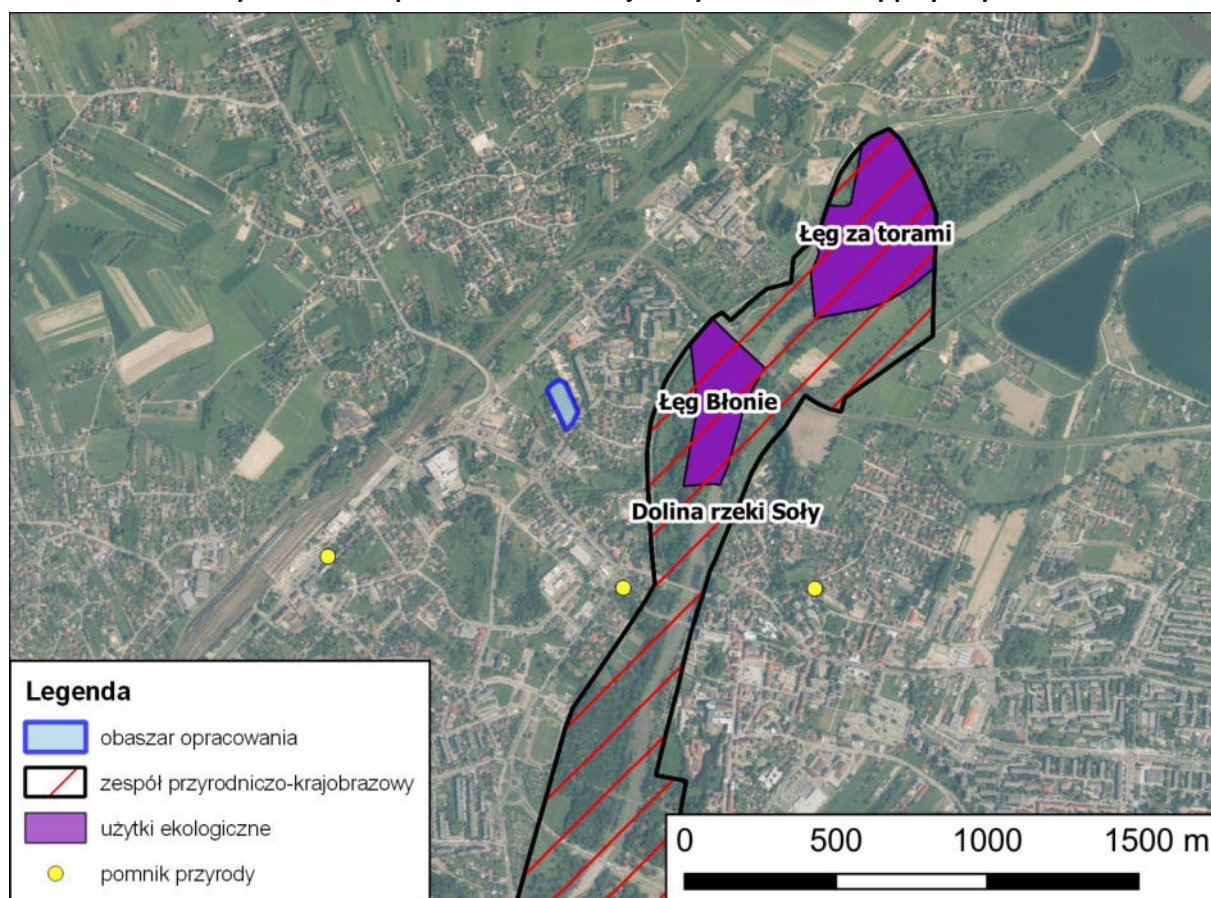 Łęg za torami
Łęg Błonie
Dolina rzeki Soły
Legenda
obaszar opracowania
zespół przyrodniczo-krajobrazowy
użytki ekologiczne
pomnik przyrody
0 500 1000 1500 m